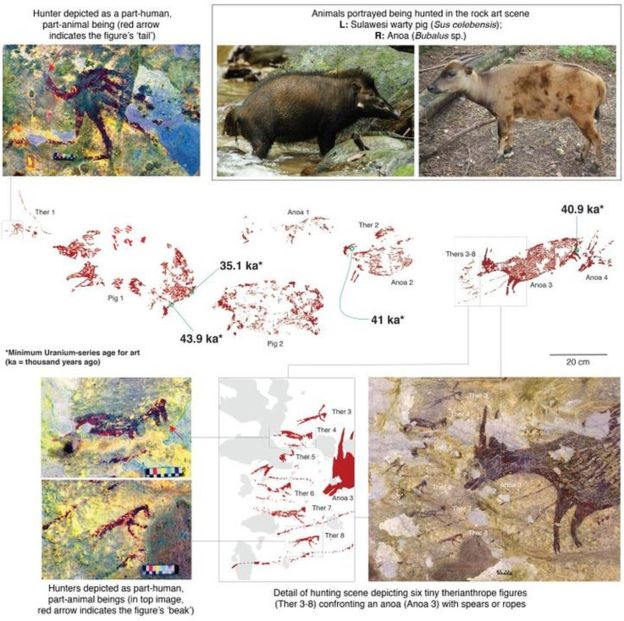 Hunter depicted as a part-human,
part-animal being (red arrow
indicates the figure's 'tail')
Animals portrayed being hunted in the rock art scene
L: Sulawesi warty pig (Sus celebensis);
R: Anoa (Bubalus sp.)
Ther 1
Pig 1
35.1 ka*
43.9 ka*
Anoa 1
Pig 2
Ther 2
Anoa 2
41 ka*
40.9 ka*
Thers 3-8
Anoa 3
Anoa 4
*Minimum Uranium-series age for art
(ka = thousand years ago)
20 cm
Ther 3
Ther 4
Ther 5
Ther 6
Anoa 3
Ther 7
Ther 8
Ther 3
Ther 4
Anoa 3
Hunters depicted as part-human,
part-animal beings (in top image,
red arrow indicates the figure's 'beak')
Detail of hunting scene depicting six tiny therianthrope figures
(Ther 3-8) confronting an anoa (Anoa 3) with spears or ropes